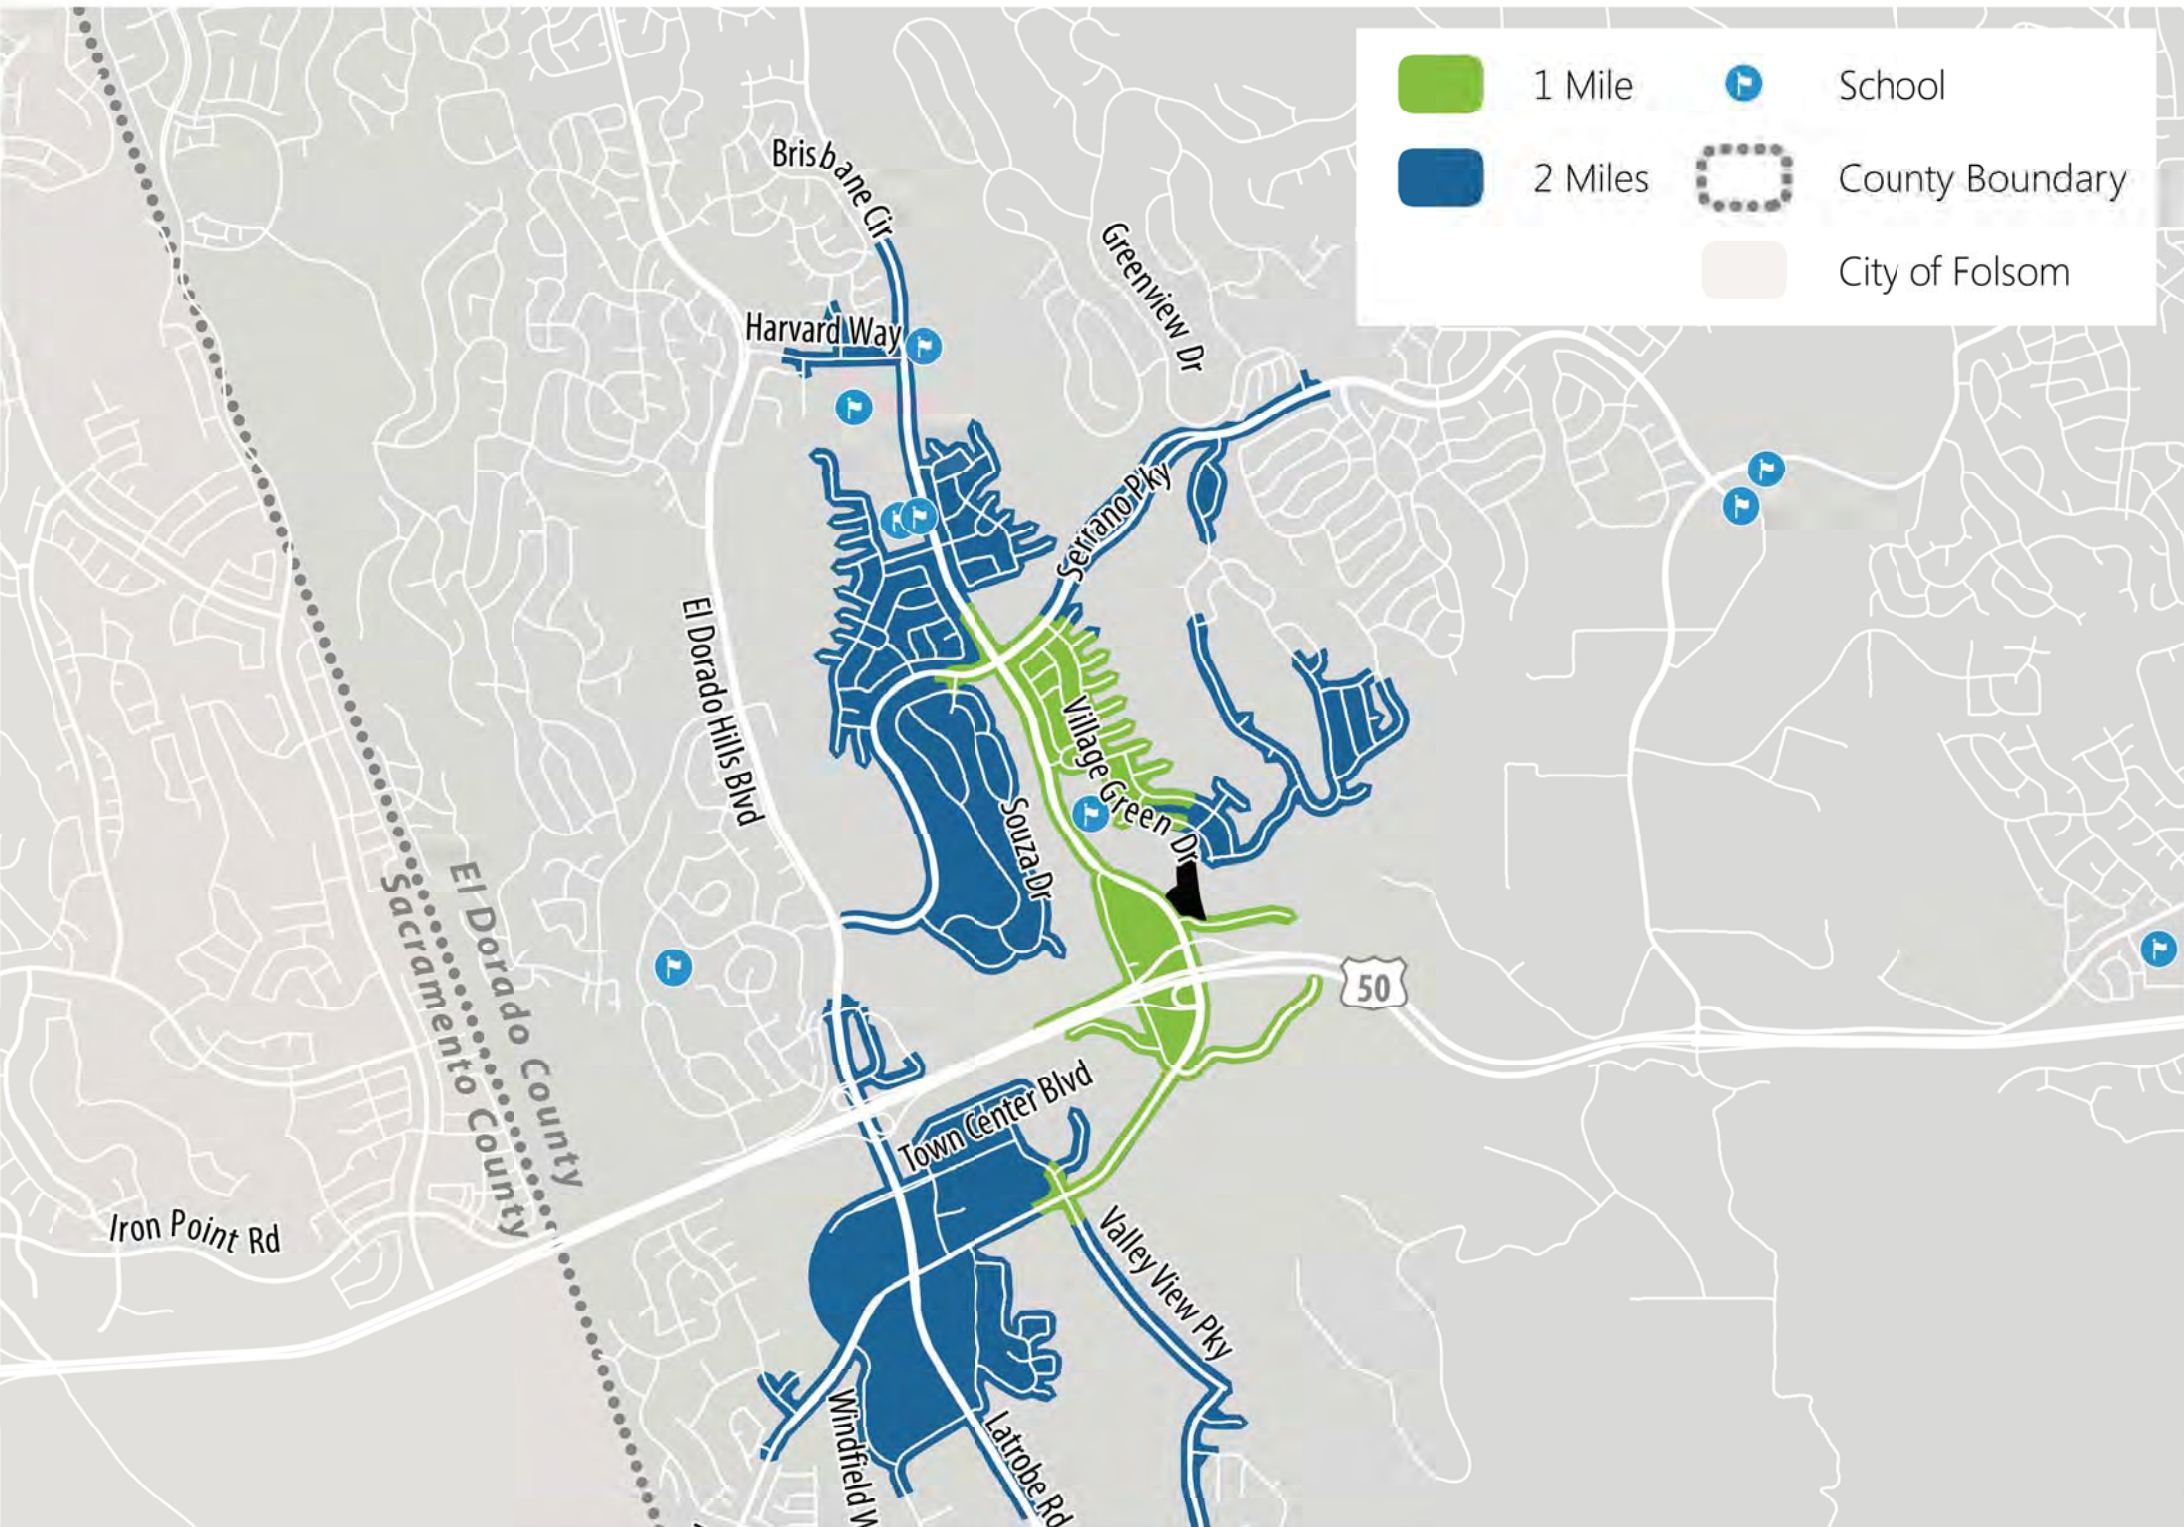 1 Mile
School
2 Miles
County Boundary
City of Folsom
Brisbane Cir
Greenview Dr
Harvard Way
Serrano Pky
El Dorado Hills Blvd
Village Green Dr
Souza Dr
El Dorado County
Sacramento County
50
Town Center Blvd
Iron Point Rd
Valley View Pky
Windfield W
Latrobe Rd